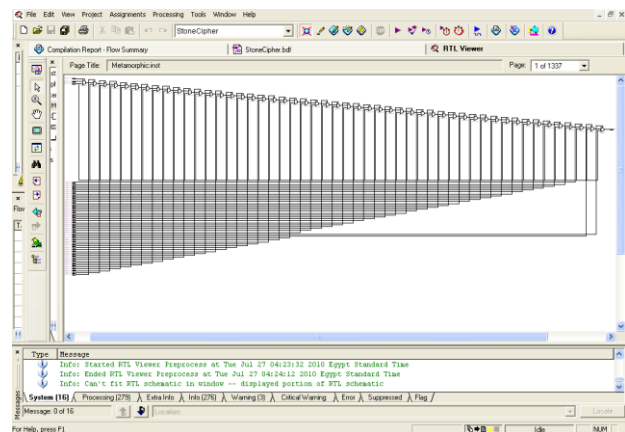 File Edit View Project Assignments Processing Tools Window Help
StoneCipher
Compilation Report - Flow Summary StoneCipher.bdf RTL Viewer
Page Title: Metamorphic:inst Page: 1 of 1337
Type Message
Info: Started RTL Viewer Preprocess at Tue Jul 27 04:23:32 2010 Egypt Standard Time
Info: Ended RTL Viewer Preprocess at Tue Jul 27 04:24:12 2010 Egypt Standard Time
Info: Can't fit RTL schematic in window -- displayed portion of RTL schematic
System (16) Processing (279) Extra Info Info (276) Warning (3) Critical Warning Error Suppressed Flag
Message: 0 of 16 Location: Locate
For Help, press F1 Idle NUM